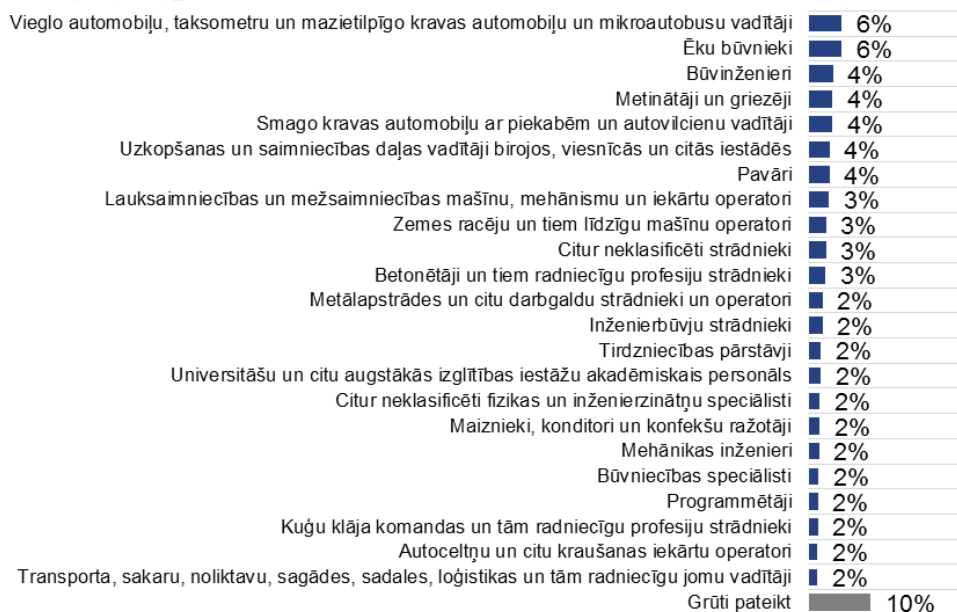 Vieglo automobiļu, taksometru un mazietilpīgo kravas automobiļu un mikroautobusu vadītāji 6%
Ēku būvnieki 6%
Būvinženieri 4%
Metinātāji un griezēji 4%
Smago kravas automobiļu ar piekabēm un autovilcienu vadītāji 4%
Uzkopšanas un saimniecības daļas vadītāji birojos, viesnīcās un citās iestādēs 4%
Pavāri 4%
Lauksaimniecības un mežsaimniecības mašīnu, mehānismu un iekārtu operatori 3%
Zemes racēju un tiem līdzīgu mašīnu operatori 3%
Citur neklasificēti strādnieki 3%
Betonētāji un tiem radniecīgu profesiju strādnieki 3%
Metālapstrādes un citu darbgaldu strādnieki un operatori 2%
Inženierbūvju strādnieki 2%
Tirdzniecības pārstāvji 2%
Universitāšu un citu augstākās izglītības iestāžu akadēmiskais personāls 2%
Citur neklasificēti fizikas un inženierzinātņu speciālisti 2%
Maiznieki, konditori un konfekšu ražotāji 2%
Mehānikas inženieri 2%
Būvniecības speciālisti 2%
Programmētāji 2%
Kuģu klāja komandas un tām radniecīgu profesiju strādnieki 2%
Autoceltņu un citu kraušanas iekārtu operatori 2%
Transporta, sakaru, noliktavu, sagādes, sadales, loģistikas un tām radniecīgu jomu vadītāji 2%
Grūti pateikt 10%